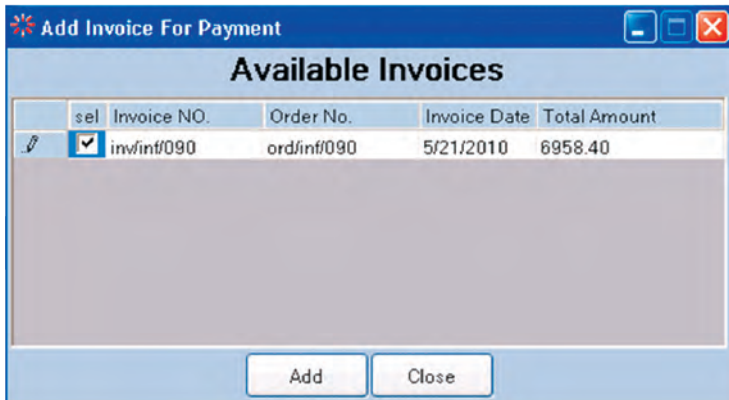 Add Invoice For Payment
Available Invoices
sel Invoice NO. Order No. Invoice Date Total Amount
inv/inf/090 ord/inf/090 5/21/2010 6958.40
Add Close